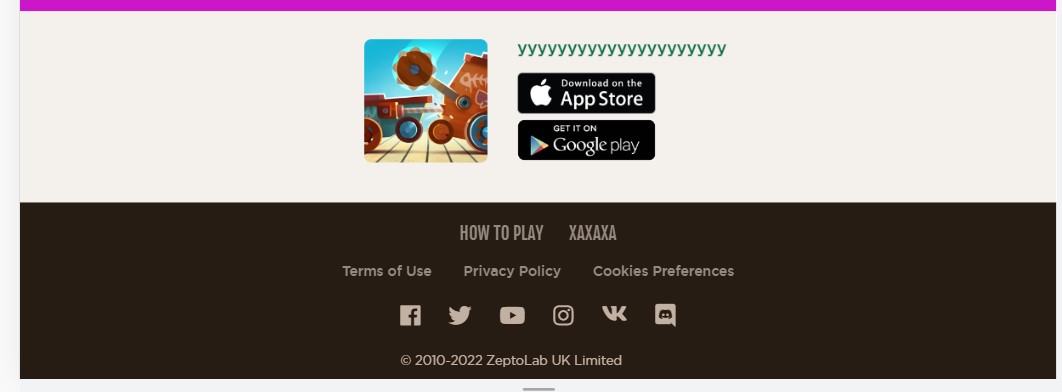 yyyyyyyyyyyyyyyyyyyyy
Download on the
App Store
GET IT ON
Google play
HOW TO PLAY XAXAXA
Terms of Use Privacy Policy Cookies Preferences
© 2010-2022 ZeptoLab UK Limited